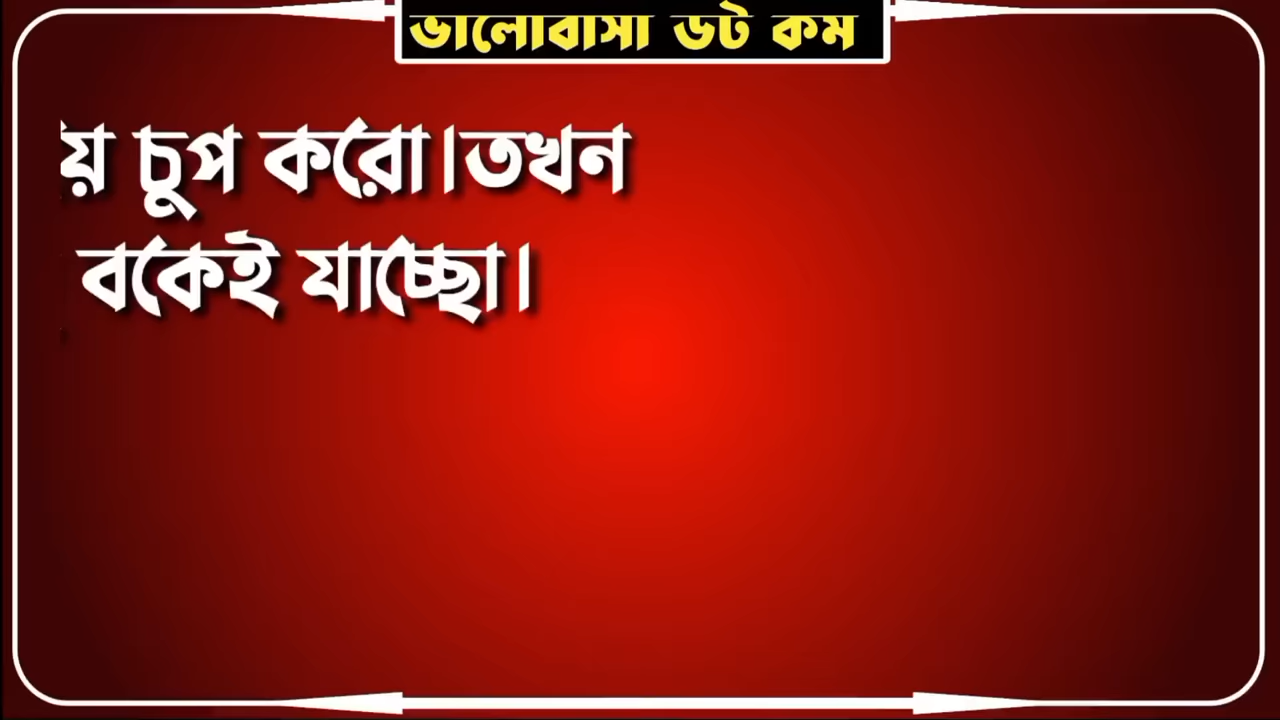 ভালোবাসা ডট কম
চুপ করো।তখন
বকেই যাচ্ছো।